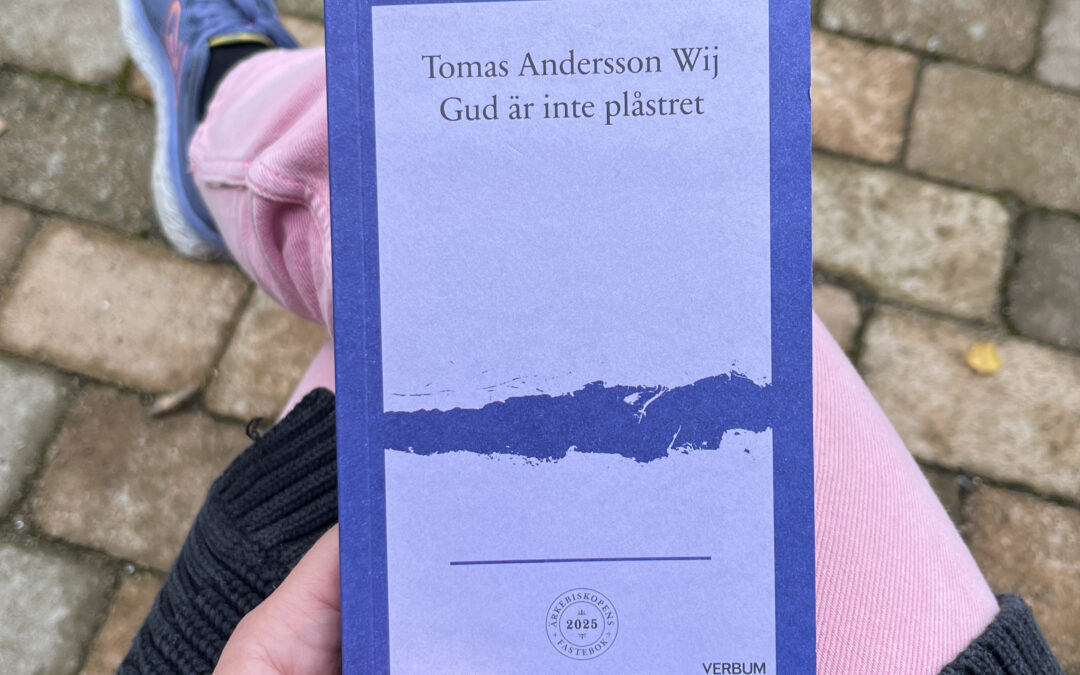 Tomas Andersson Wij
Gud är inte plåstret
ÄRKEBISKOPENS
2025
FASTEBOK
VERBUM